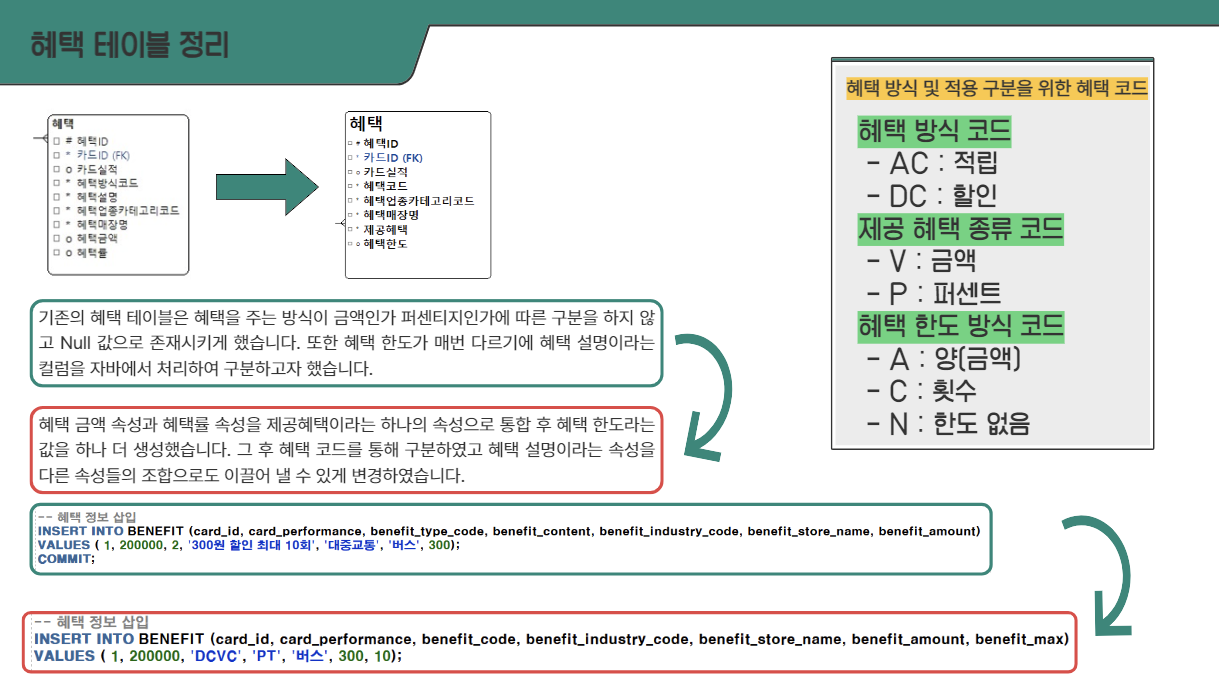 혜택 테이블 정리
혜택
□ # 혜택ID
□ * 카드ID (FK)
□ o 카드실적
□ * 혜택방식코드
□ * 혜택설명
□ * 혜택업종카테고리코드
□ * 혜택매장명
□ o 혜택금액
□ o 혜택률
혜택
□ # 혜택ID
□ * 카드ID (FK)
□ o 카드실적
□ * 혜택코드
□ * 혜택업종카테고리코드
□ * 혜택매장명
□ * 제공혜택
□ o 혜택한도
혜택 방식 및 적용 구분을 위한 혜택 코드
혜택 방식 코드
- AC : 적립
- DC : 할인
제공 혜택 종류 코드
- V : 금액
- P : 퍼센트
혜택 한도 방식 코드
- A : 양(금액)
- C : 횟수
- N : 한도 없음
기존의 혜택 테이블은 혜택을 주는 방식이 금액인가 퍼센티지인가에 따른 구분을 하지 않
고 Null 값으로 존재시키게 했습니다. 또한 혜택 한도가 매번 다르기에 혜택 설명이라는
컬럼을 자바에서 처리하여 구분하고자 했습니다.
혜택 금액 속성과 혜택률 속성을 제공혜택이라는 하나의 속성으로 통합 후 혜택 한도라는
값을 하나 더 생성했습니다. 그 후 혜택 코드를 통해 구분하였고 혜택 설명이라는 속성을
다른 속성들의 조합으로도 이끌어 낼 수 있게 변경하였습니다.
-- 혜택 정보 삽입
INSERT INTO BENEFIT (card_id, card_performance, benefit_type_code, benefit_content, benefit_industry_code, benefit_store_name, benefit_amount)
VALUES ( 1, 200000, 2, '300원 할인 최대 10회', '대중교통', '버스', 300);
COMMIT;
-- 혜택 정보 삽입
INSERT INTO BENEFIT (card_id, card_performance, benefit_code, benefit_industry_code, benefit_store_name, benefit_amount, benefit_max)
VALUES ( 1, 200000, 'DCVC', 'PT', '버스', 300, 10);